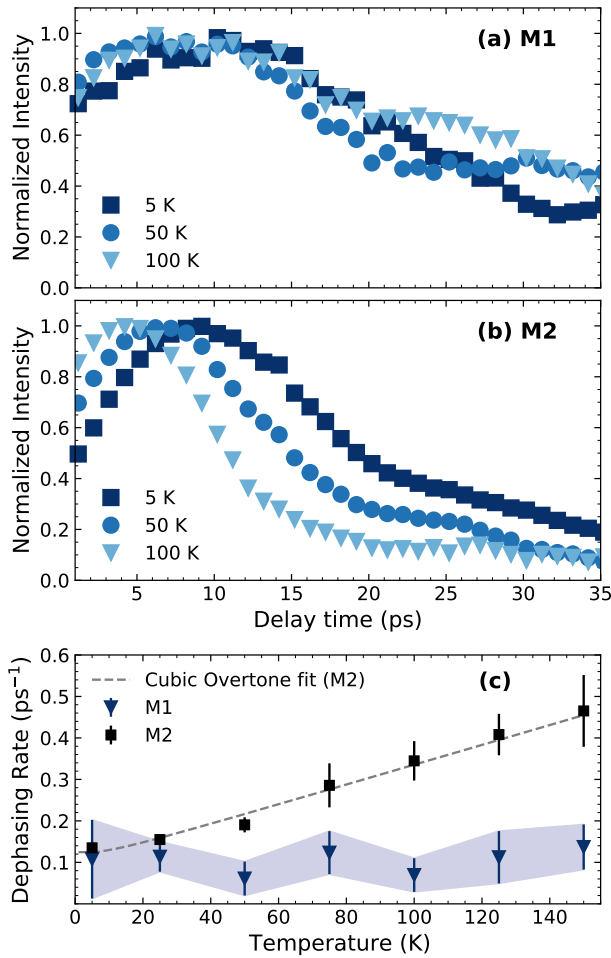 (a) M1
Normalized Intensity
1.0
0.8
0.6
0.4
0.2
0.0
5 K
50 K
100 K
(b) M2
Normalized Intensity
1.0
0.8
0.6
0.4
0.2
0.0
5 K
50 K
100 K
5
10
15
20
25
30
35
Delay time (ps)
(c)
Dephasing Rate (ps⁻¹)
0.6
0.5
0.4
0.3
0.2
0.1
Cubic Overtone fit (M2)
M1
M2
0
20
40
60
80
100
120
140
Temperature (K)